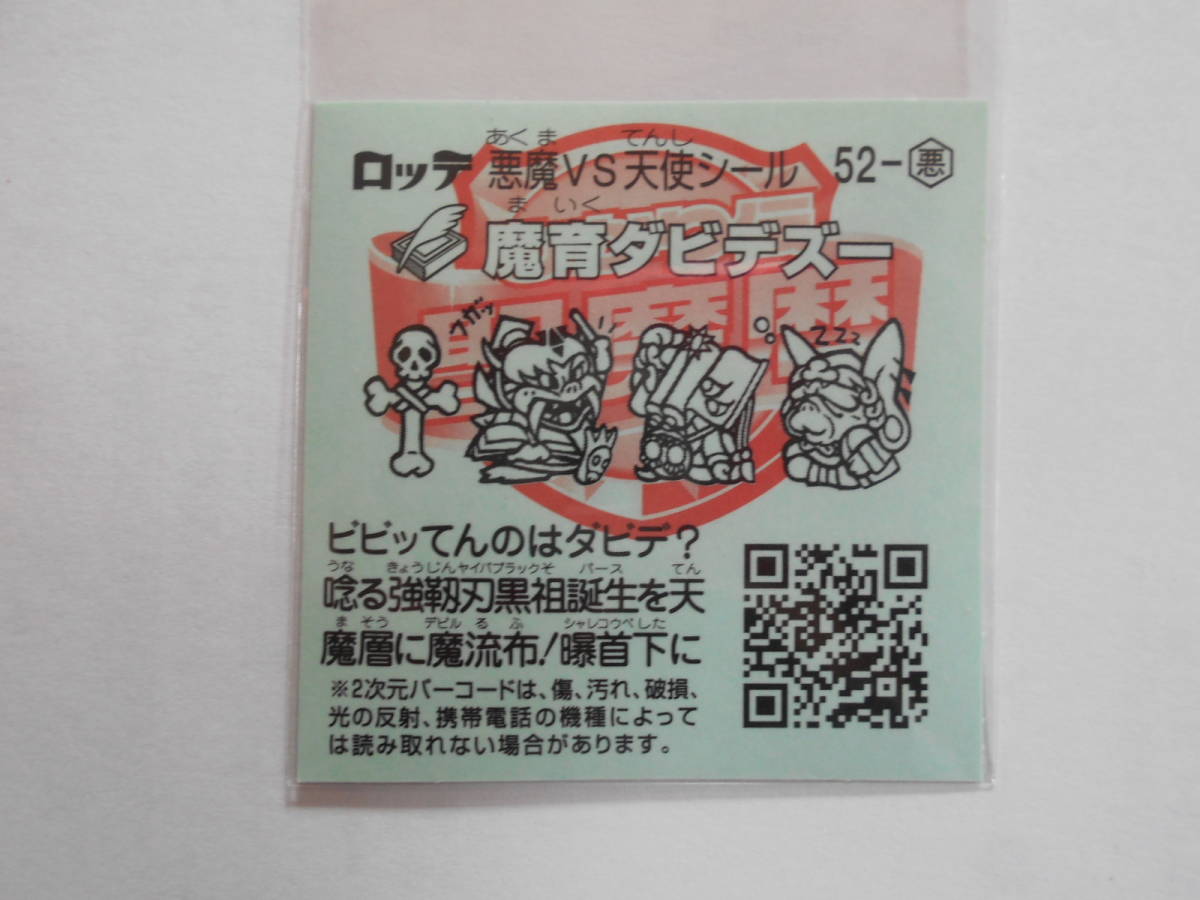 あくま てんし
ロッテ 悪魔VS天使シール 52-悪
まいく
魔育ダビデズー
フガッ
ZZZ
ビビッてんのはダビデ?
うな きょうじんヤイバブラックそ バース てん
唸る強靱刃黒祖誕生を天
まそう デビルるふ シャレコウベした
魔層に魔流布!曝首下に
※2次元バーコードは、傷、汚れ、破損、
光の反射、携帯電話の機種によって
は読み取れない場合があります。